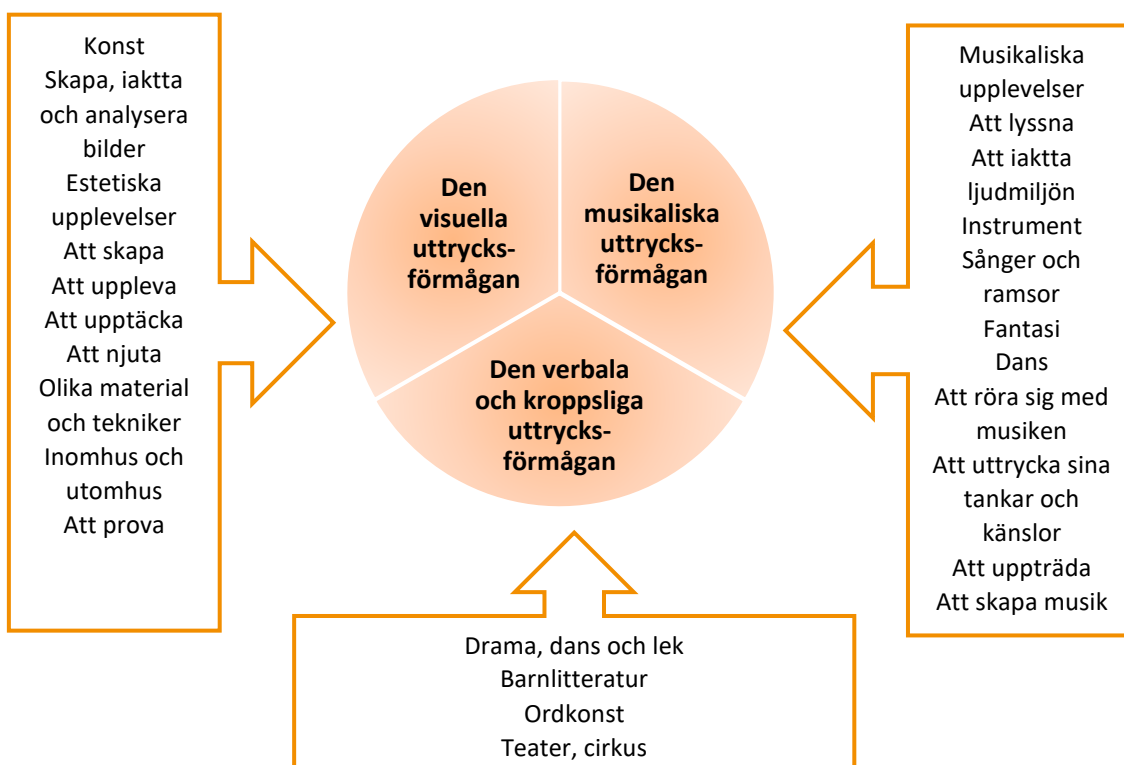 Konst
Skapa, iaktta
och analysera
bilder
Estetiska
upplevelser
Att skapa
Att uppleva
Att upptäcka
Att njuta
Olika material
och tekniker
Inomhus och
utomhus
Att prova
Den
visuella
uttrycks-
förmågan
Den
musikaliska
uttrycks-
förmågan
Den verbala
och kroppsliga
uttrycks-
förmågan
Musikaliska
upplevelser
Att lyssna
Att iaktta
ljudmiljön
Instrument
Sånger och
ramsor
Fantasi
Dans
Att röra sig med
musiken
Att uttrycka sina
tankar och
känslor
Att uppträda
Att skapa musik
Drama, dans och lek
Barnlitteratur
Ordkonst
Teater, cirkus